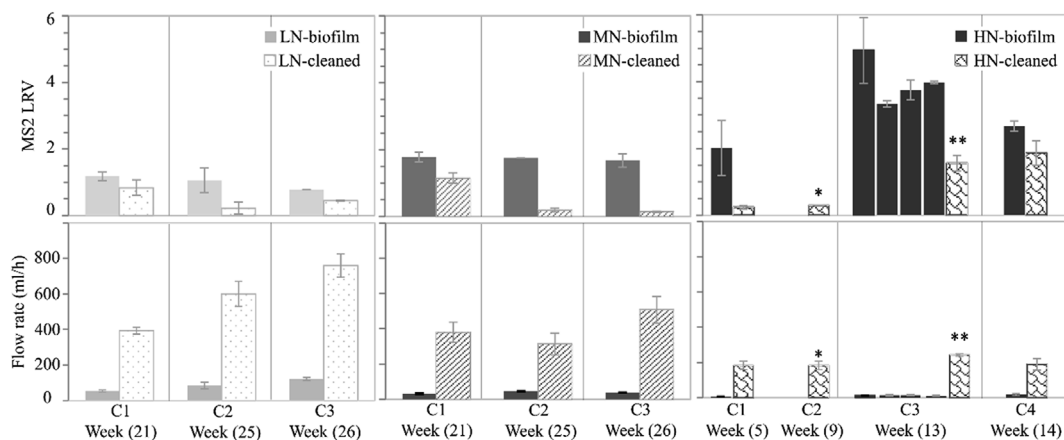 6
4
2
0
MS2 LRV
LN-biofilm
LN-cleaned
MN-biofilm
MN-cleaned
HN-biofilm
HN-cleaned
*
**
800
600
400
200
0
Flow rate (ml/h)
*
**
C1 C2 C3 C1 C2 C3 C1 C2 C3 C4
Week (21) Week (25) Week (26) Week (21) Week (25) Week (26) Week (5) Week (9) Week (13) Week (14)